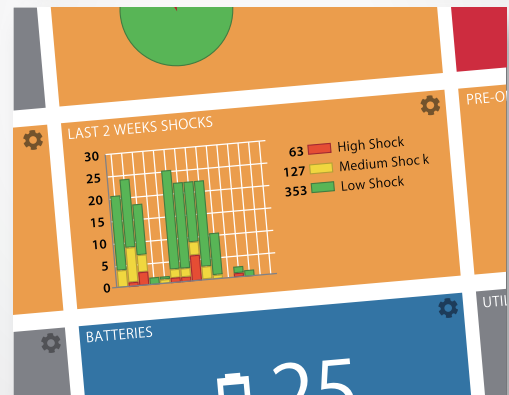 LAST 2 WEEKS SHOCKS
PRE-O
30
25
20
15
10
5
0
63 High Shock
127 Medium Shock
353 Low Shock
BATTERIES
UTIL
25